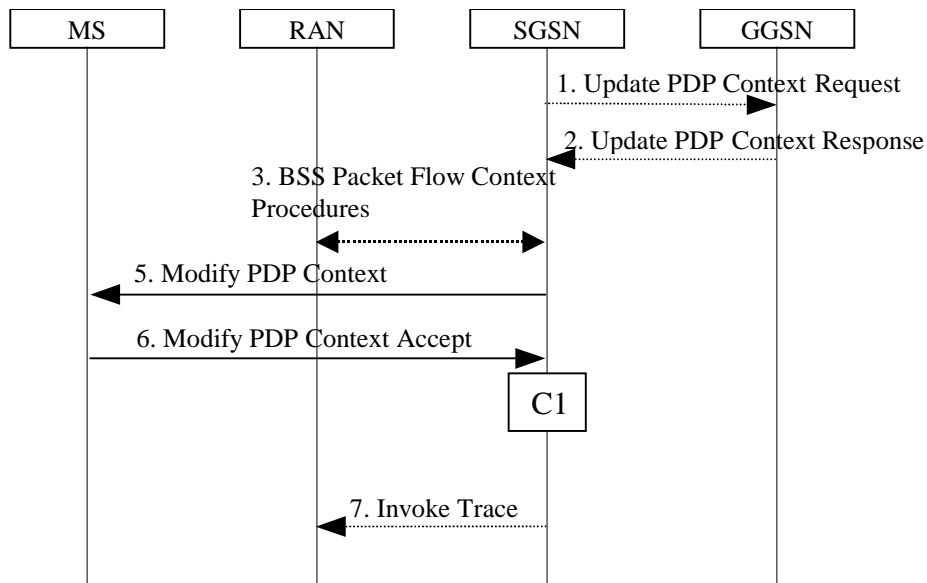 MS
RAN
SGSN
GGSN
1. Update PDP Context Request
2. Update PDP Context Response
3. BSS Packet Flow Context
Procedures
5. Modify PDP Context
6. Modify PDP Context Accept
C1
7. Invoke Trace